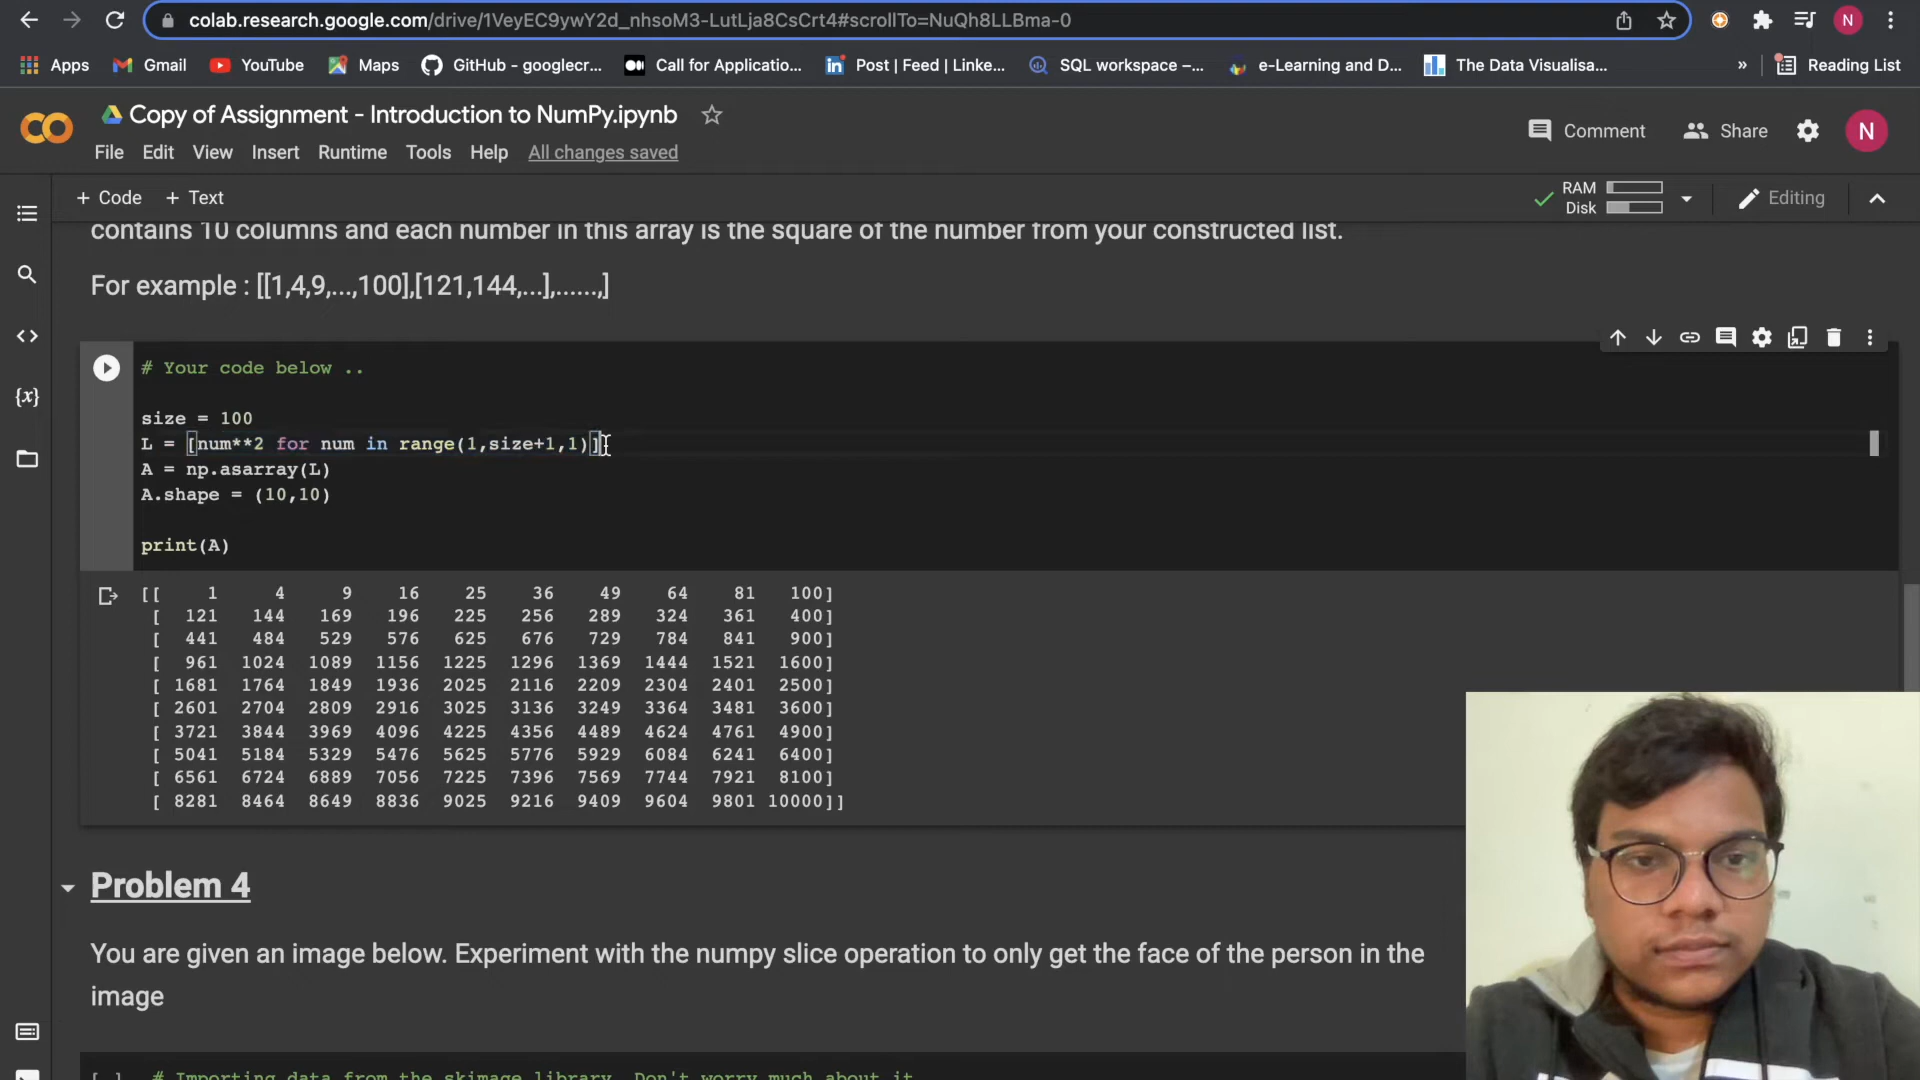 colab.research.google.com/drive/1VeyEC9ywY2d_nhsoM3-LutLja8CsCrt4#scrollTo=NuQh8LLBma-0
N
Apps Gmail YouTube Maps GitHub - googlecr... Call for Applicatio... Post | Feed | Linke... SQL workspace –... e-Learning and D... The Data Visualisa... » Reading List
Copy of Assignment - Introduction to NumPy.ipynb
Comment Share N
File Edit View Insert Runtime Tools Help All changes saved
+ Code + Text
RAM
Disk
Editing
contains 10 columns and each number in this array is the square of the number from your constructed list.
For example : [[1,4,9,...,100],[121,144,...],......,]
# Your code below ..
size = 100
L = [num**2 for num in range(1,size+1,1)]
A = np.asarray(L)
A.shape = (10,10)
print(A)
[[ 1 4 9 16 25 36 49 64 81 100]
[ 121 144 169 196 225 256 289 324 361 400]
[ 441 484 529 576 625 676 729 784 841 900]
[ 961 1024 1089 1156 1225 1296 1369 1444 1521 1600]
[ 1681 1764 1849 1936 2025 2116 2209 2304 2401 2500]
[ 2601 2704 2809 2916 3025 3136 3249 3364 3481 3600]
[ 3721 3844 3969 4096 4225 4356 4489 4624 4761 4900]
[ 5041 5184 5329 5476 5625 5776 5929 6084 6241 6400]
[ 6561 6724 6889 7056 7225 7396 7569 7744 7921 8100]
[ 8281 8464 8649 8836 9025 9216 9409 9604 9801 10000]]
Problem 4
You are given an image below. Experiment with the numpy slice operation to only get the face of the person in the
image
[ ] # Importing data from the skimage library. Don't worry much about it